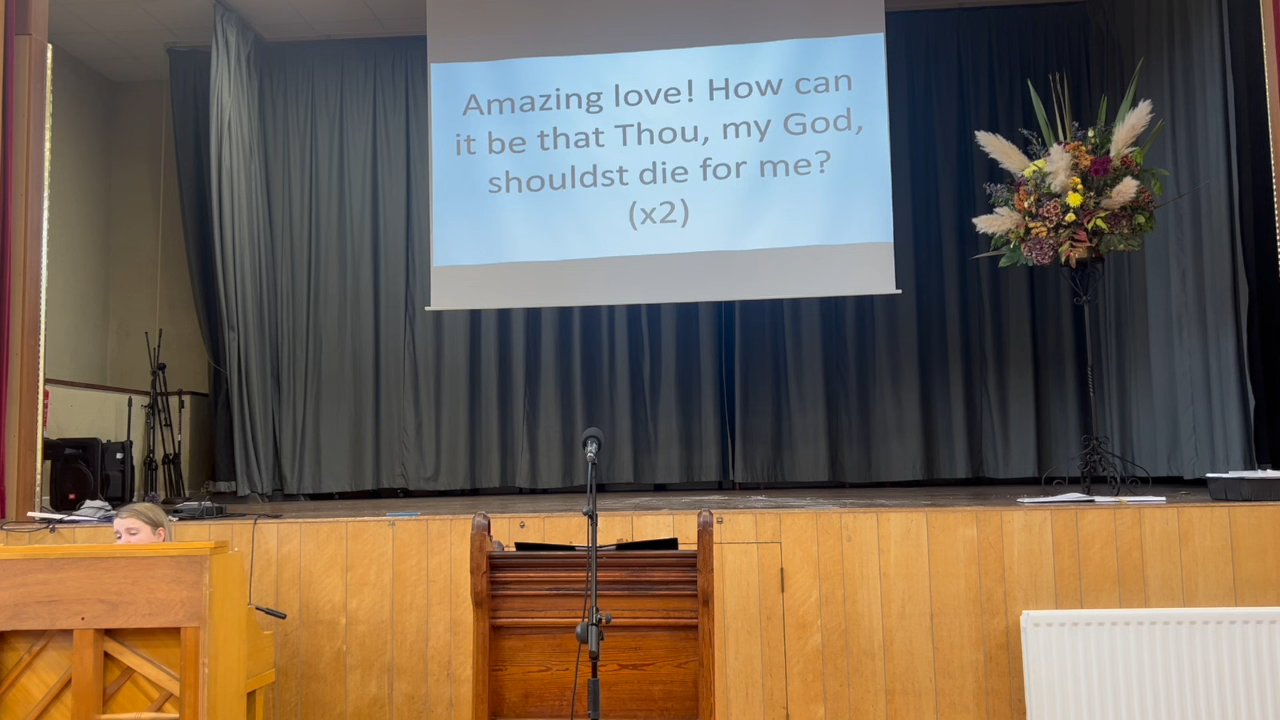 Amazing love! How can
it be that Thou, my God,
shouldst die for me?
(x2)